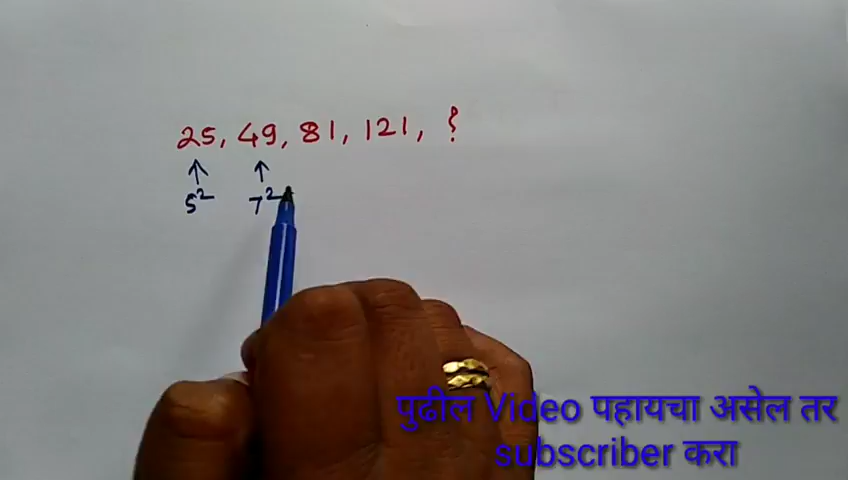 25, 49, 81, 121, ?
↑ ↑
5² 7²
पुढील Video पहायचा असेल तर
subscriber करा